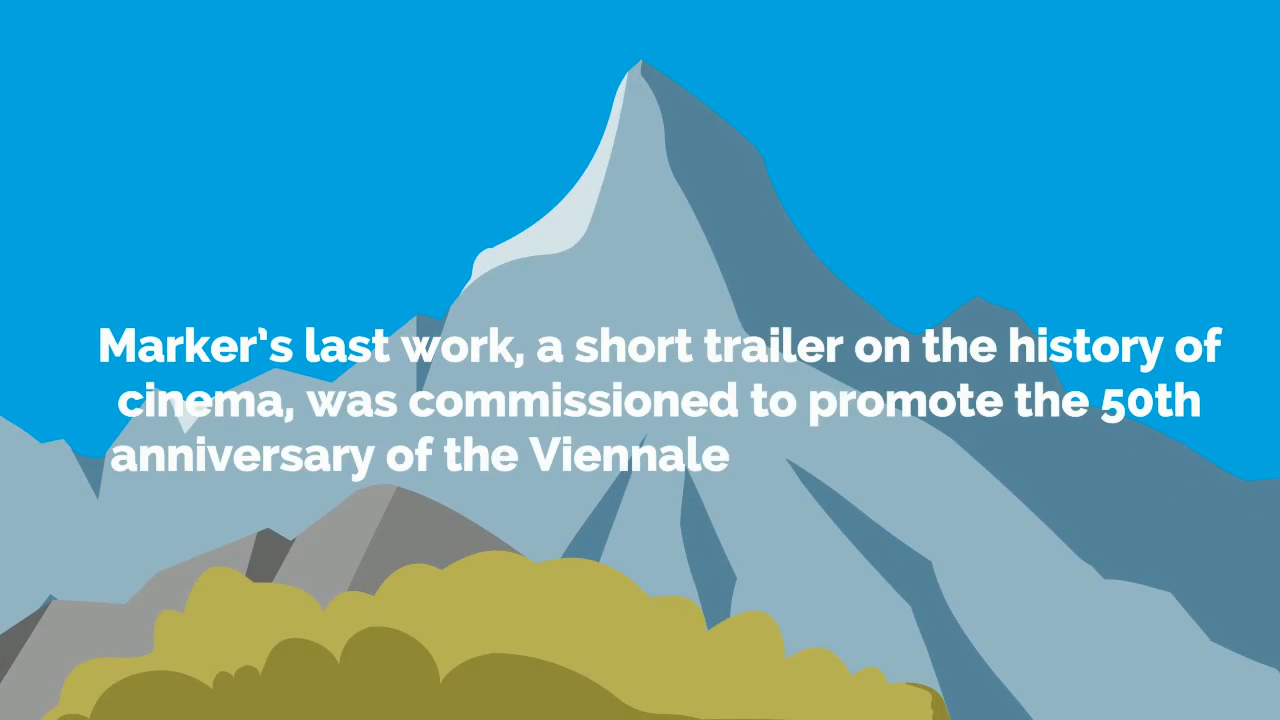 Marker's last work, a short trailer on the history of
cinema, was commissioned to promote the 50th
anniversary of the Viennale